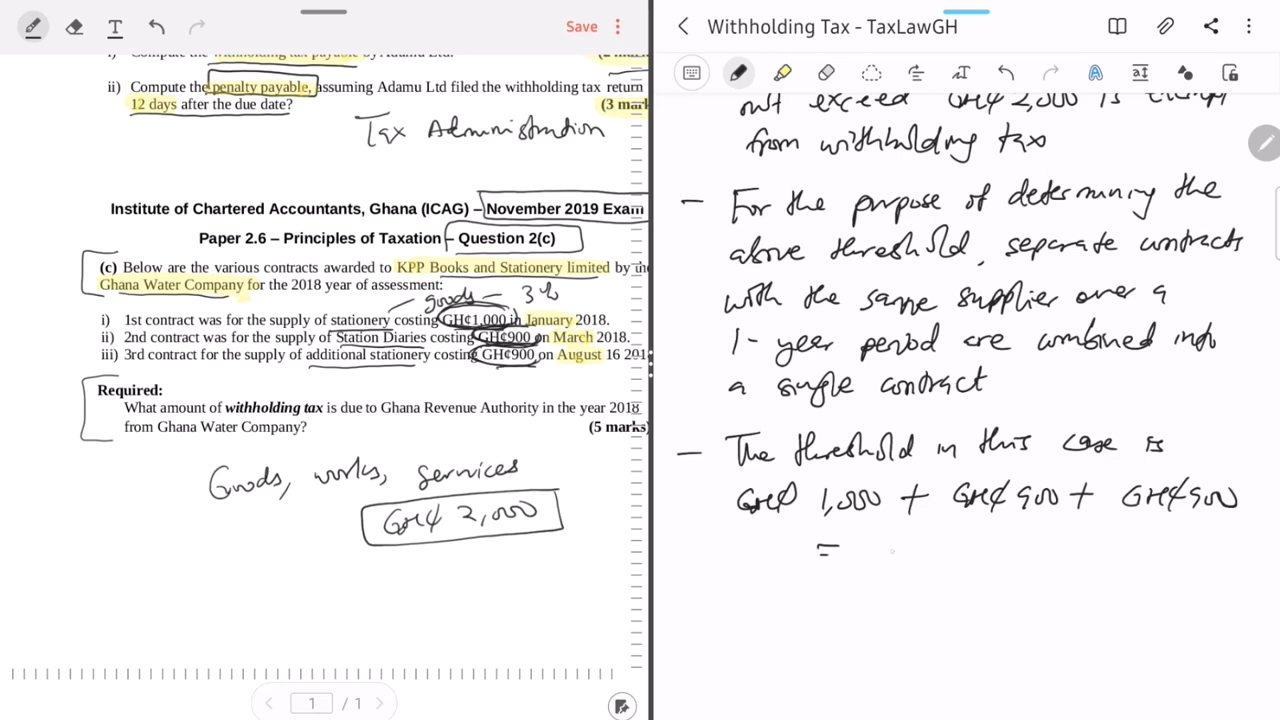 Save
ii) Compute the penalty payable, assuming Adamu Ltd filed the withholding tax return
12 days after the due date? (3 mark
Tax Administration
Institute of Chartered Accountants, Ghana (ICAG) – November 2019 Exam
Paper 2.6 – Principles of Taxation – Question 2(c)
(c) Below are the various contracts awarded to KPP Books and Stationery limited by the
Ghana Water Company for the 2018 year of assessment:
goods – 3%
i) 1st contract was for the supply of stationery costing GH¢1,000 in January 2018.
ii) 2nd contract was for the supply of Station Diaries costing GH¢900 on March 2018.
iii) 3rd contract for the supply of additional stationery costing GH¢900 on August 16 201
Required:
What amount of withholding tax is due to Ghana Revenue Authority in the year 2018
from Ghana Water Company? (5 marks)
Goods, works, services
GH¢ 2,000
1 / 1
Withholding Tax - TaxLawGH
not exceed GH¢ 2,000 is exempt
from withholding tax
– For the purpose of determining the
above threshold, separate contracts
with the same supplier over a
1-year period are combined into
a single contract
– The threshold in this case is
GH¢ 1,000 + GH¢ 900 + GH¢ 900
=